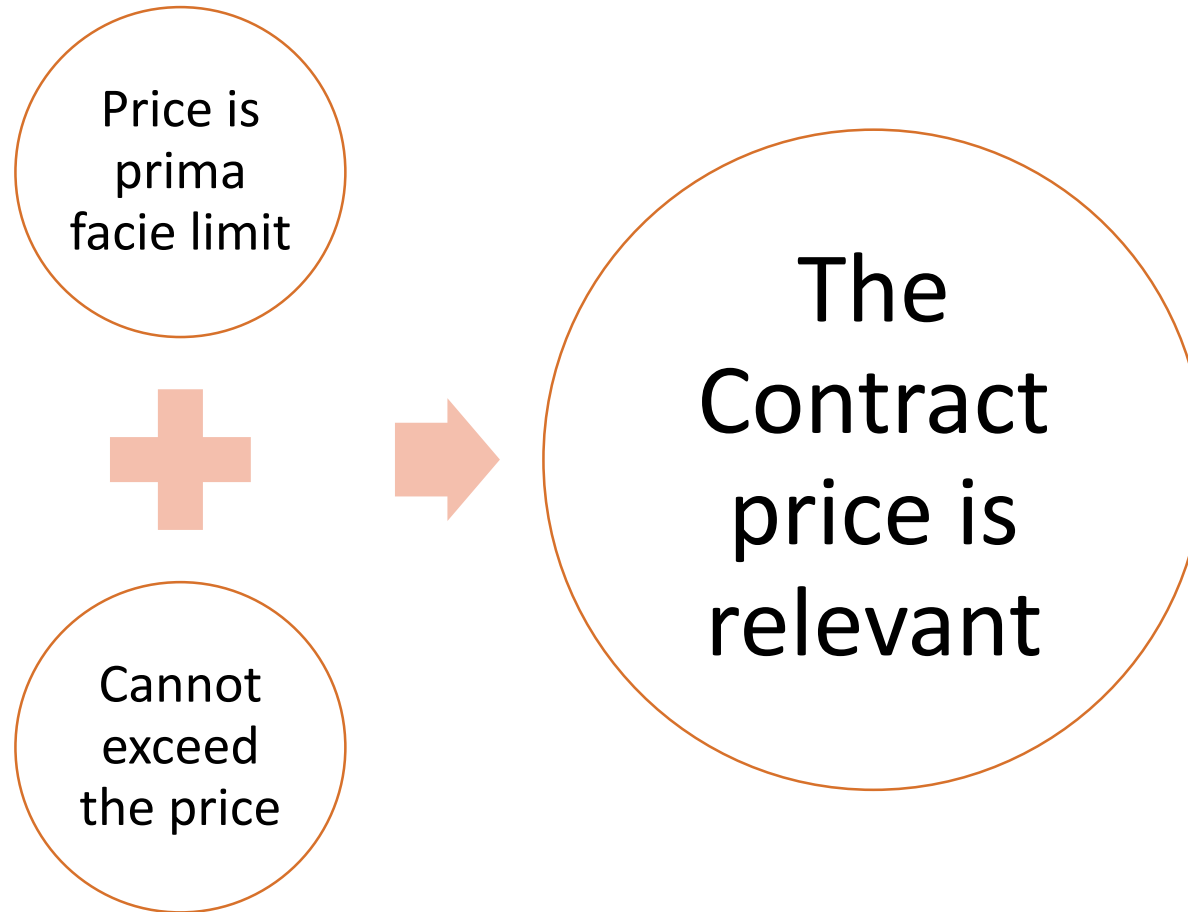 Price is
prima
facie limit
Cannot
exceed
the price
The
Contract
price is
relevant